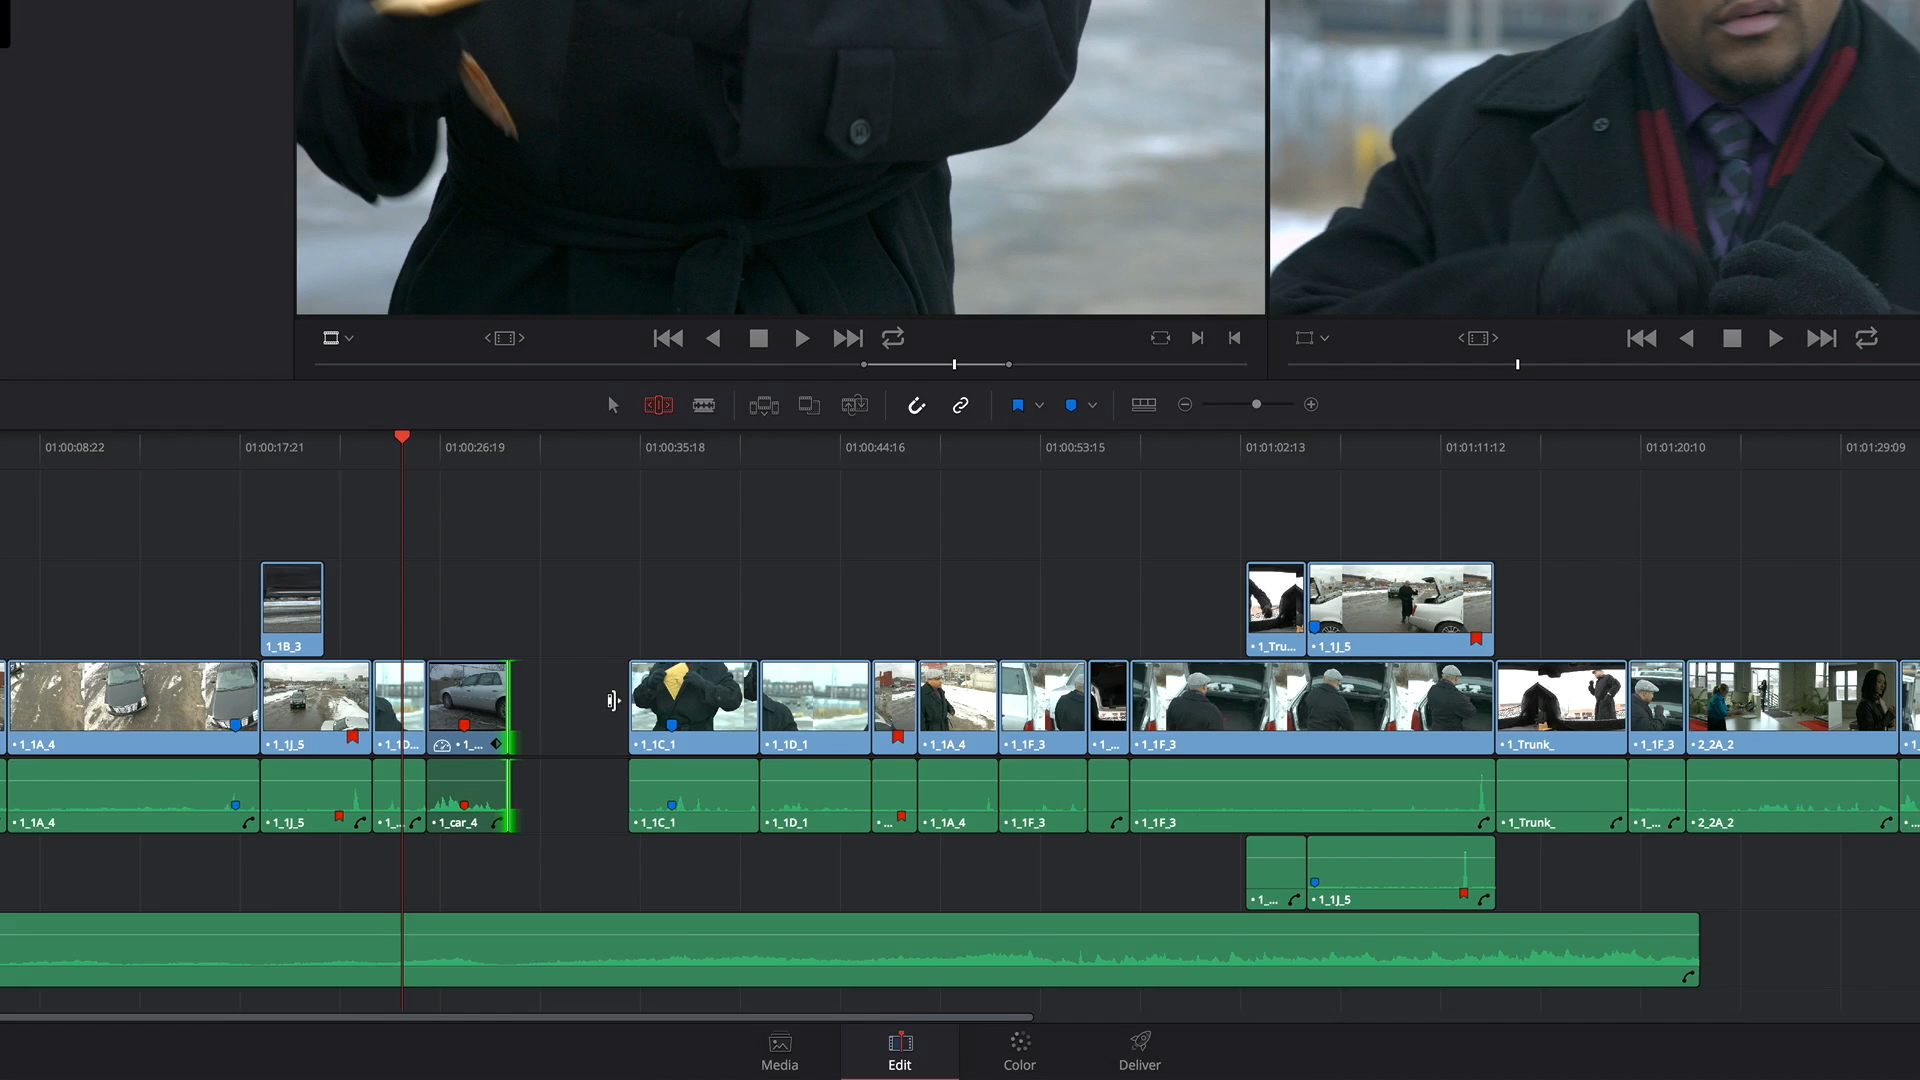 01:00:08:22
01:00:17:21
01:00:26:19
01:00:35:18
01:00:44:16
01:00:53:15
01:01:02:13
01:01:11:12
01:01:20:10
01:01:29:09
1_1B_3
• 1_Tru...
• 1_1J_5
• 1_1A_4
• 1_1J_5
• 1_1D...
• 1_...
• 1_1C_1
• 1_1D_1
• 1_1A_4
• 1_1F_3
• 1_...
• 1_1F_3
• 1_Trunk_
• 1_1F_3
• 2_2A_2
• 1_1A_4
• 1_1J_5
• 1_...
• 1_car_4
• 1_1C_1
• 1_1D_1
• ...
• 1_1A_4
• 1_1F_3
• 1_1F_3
• 1_Trunk_
• 1_...
• 2_2A_2
• ...
• 1_...
• 1_1J_5
Media
Edit
Color
Deliver